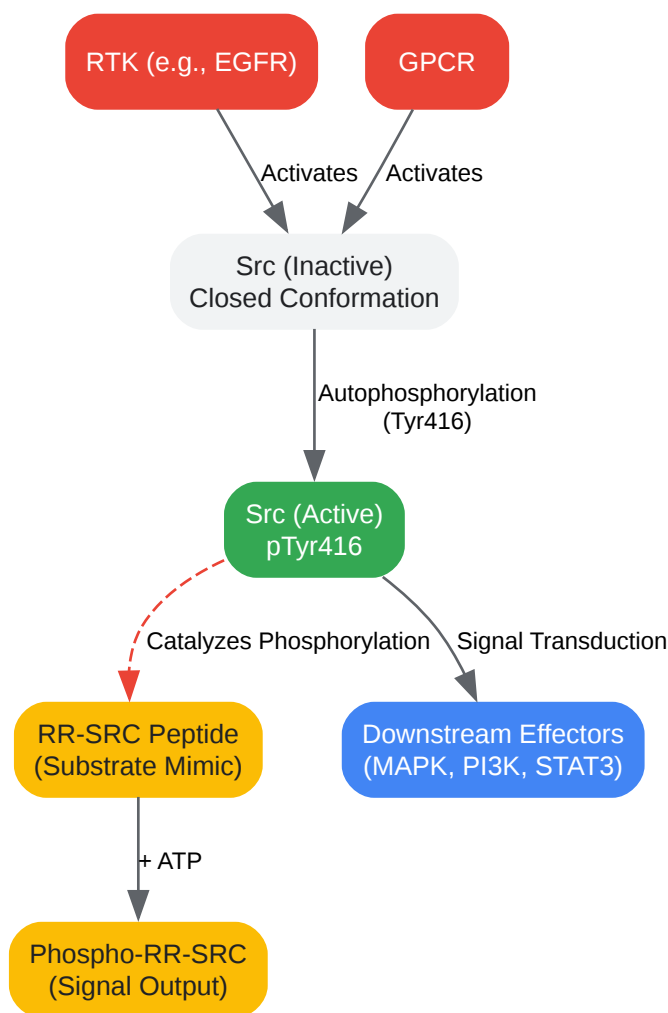 RTK (e.g., EGFR)
GPCR
Activates
Activates
Src (Inactive)
Closed Conformation
Autophosphorylation
(Tyr416)
Src (Active)
pTyr416
Catalyzes Phosphorylation
Signal Transduction
RR-SRC Peptide
(Substrate Mimic)
Downstream Effectors
(MAPK, PI3K, STAT3)
+ ATP
Phospho-RR-SRC
(Signal Output)